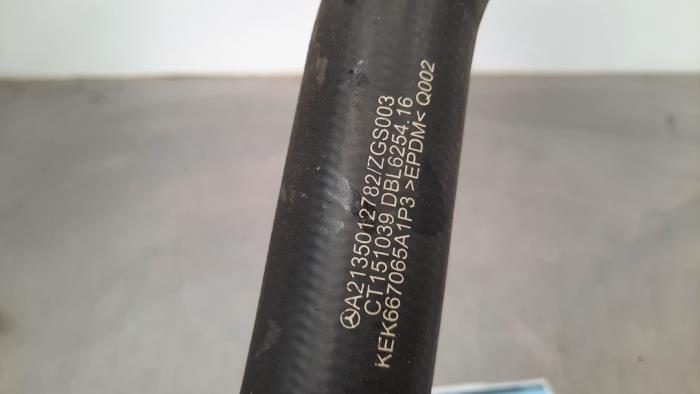 A2135012782/ZGS003
CT151039 DBL6254.16
KEK667065A1P3 >EPDM< Q002